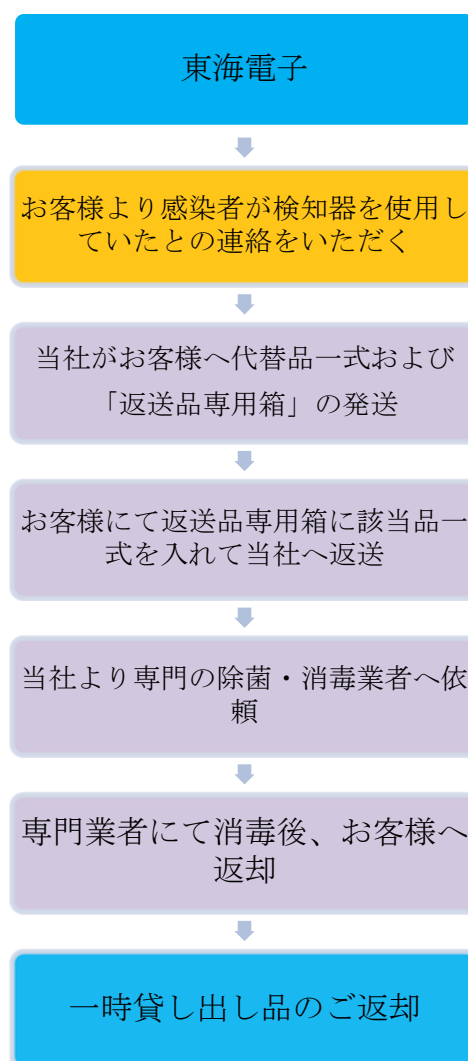 東海電子
お客様より感染者が検知器を使用し
ていたとの連絡をいただく
当社がお客様へ代替品一式および
「返送品専用箱」の発送
お客様にて返送品専用箱に該当品一
式を入れて当社へ返送
当社より専門の除菌・消毒業者へ依
頼
専門業者にて消毒後、お客様へ
返却
一時貸し出し品のご返却